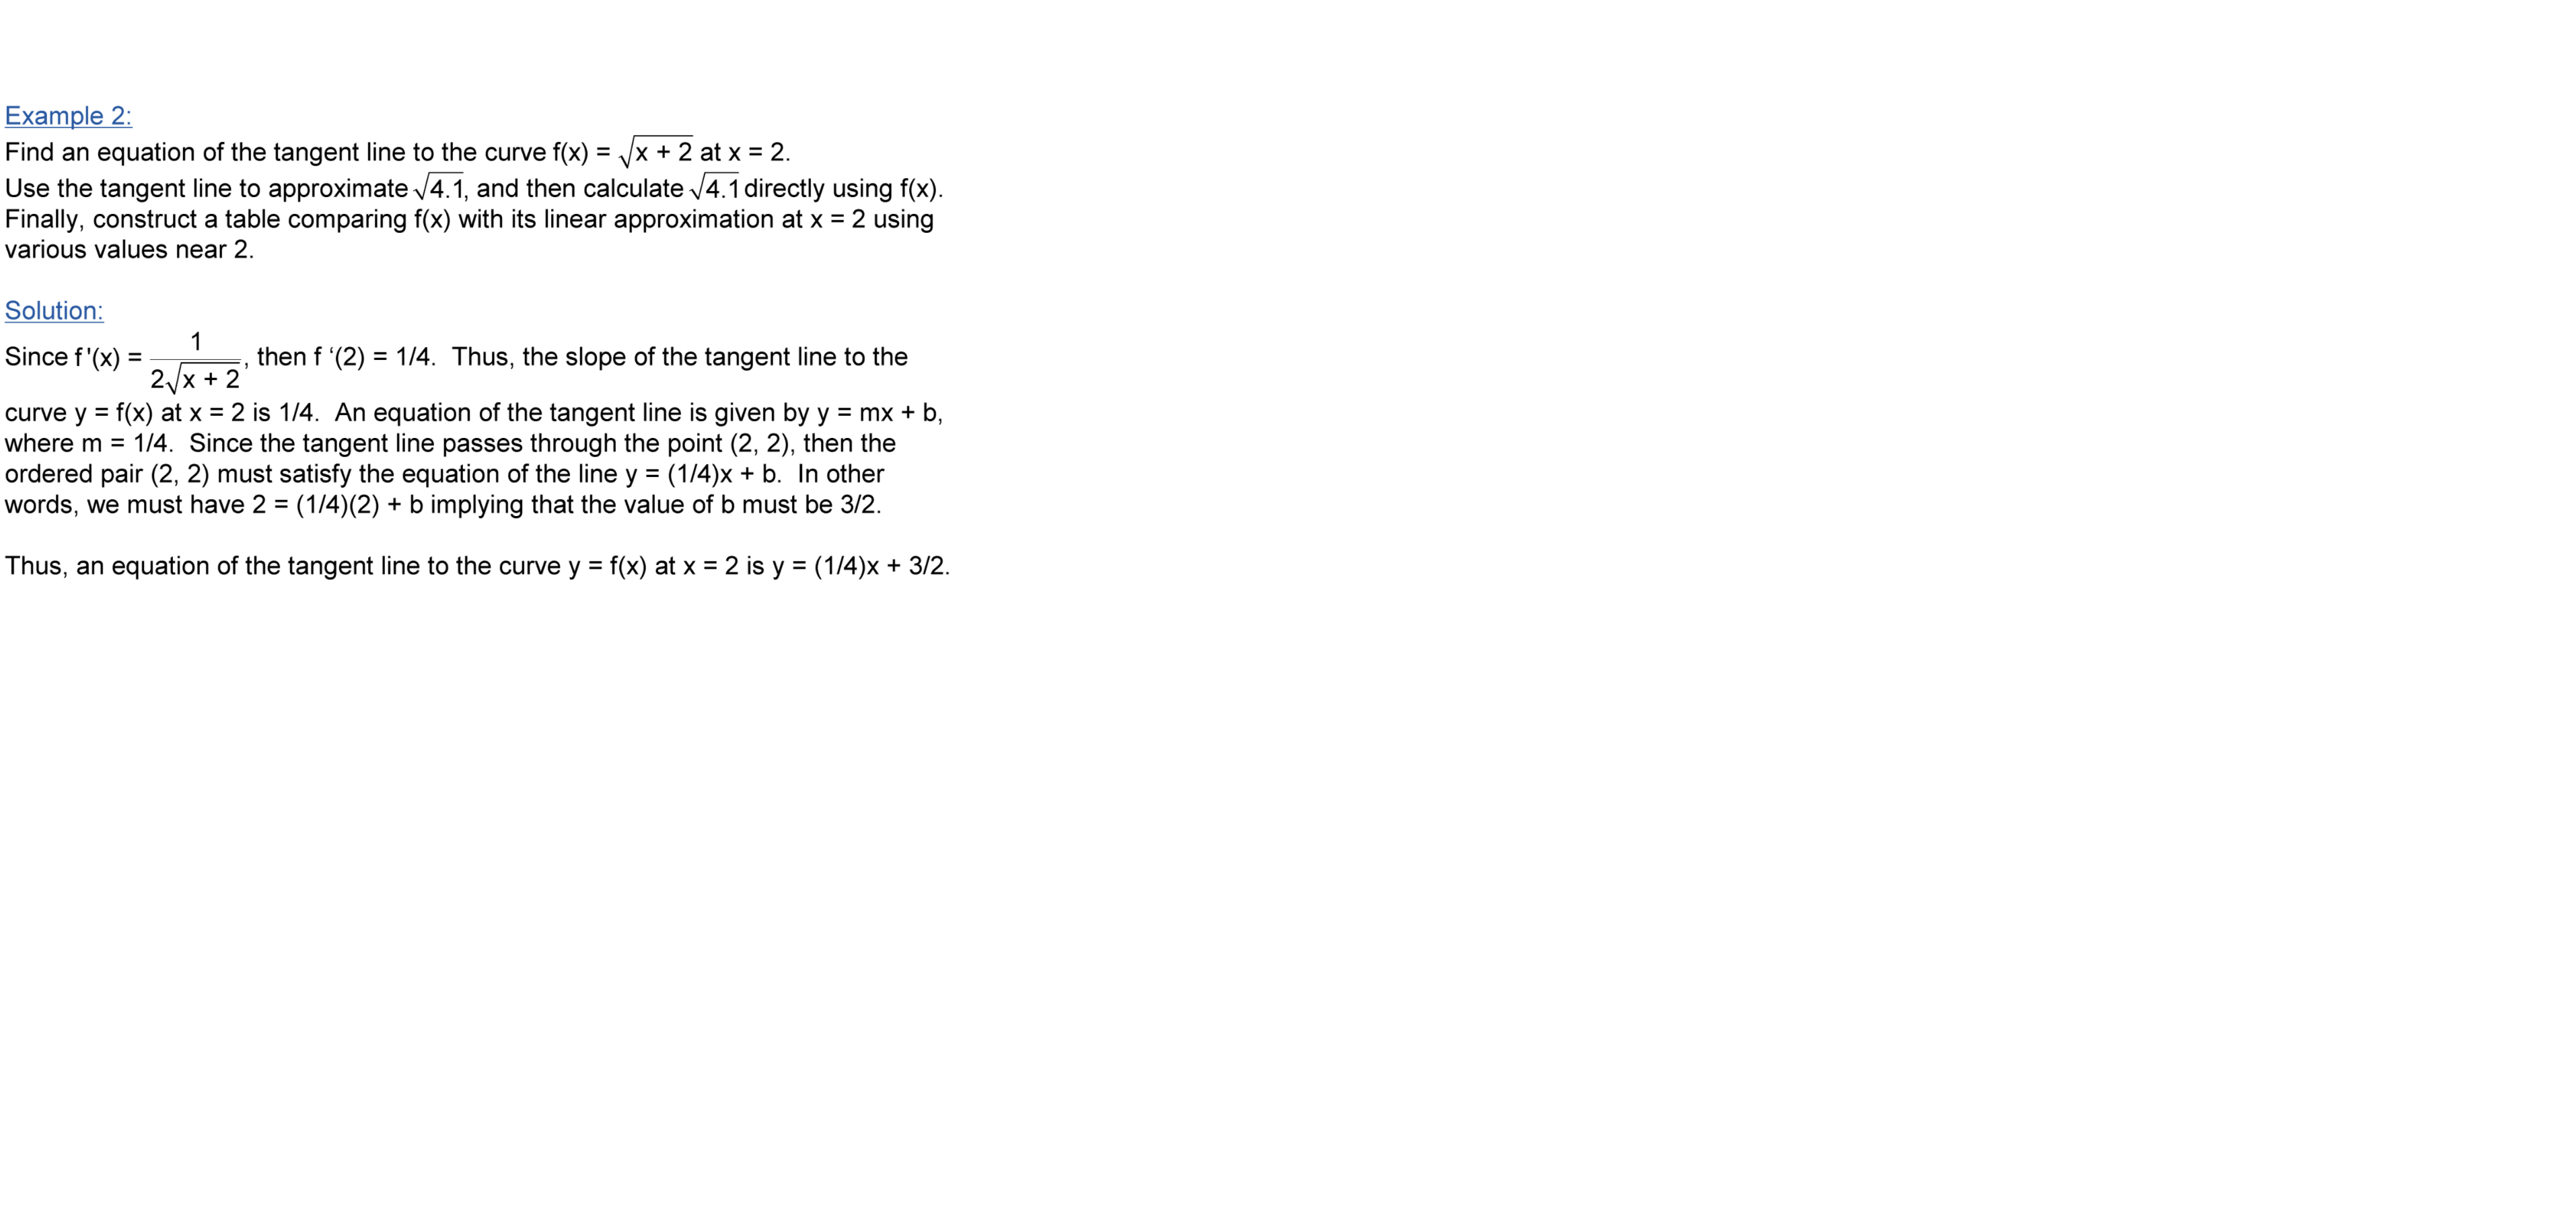 Example 2:
Find an equation of the tangent line to the curve f(x) = √(x + 2) at x = 2.
Use the tangent line to approximate √4.1, and then calculate √4.1 directly using f(x).
Finally, construct a table comparing f(x) with its linear approximation at x = 2 using
various values near 2.
Solution:
Since f '(x) = 1/(2√(x + 2)), then f ‘(2) = 1/4. Thus, the slope of the tangent line to the
curve y = f(x) at x = 2 is 1/4. An equation of the tangent line is given by y = mx + b,
where m = 1/4. Since the tangent line passes through the point (2, 2), then the
ordered pair (2, 2) must satisfy the equation of the line y = (1/4)x + b. In other
words, we must have 2 = (1/4)(2) + b implying that the value of b must be 3/2.
Thus, an equation of the tangent line to the curve y = f(x) at x = 2 is y = (1/4)x + 3/2.